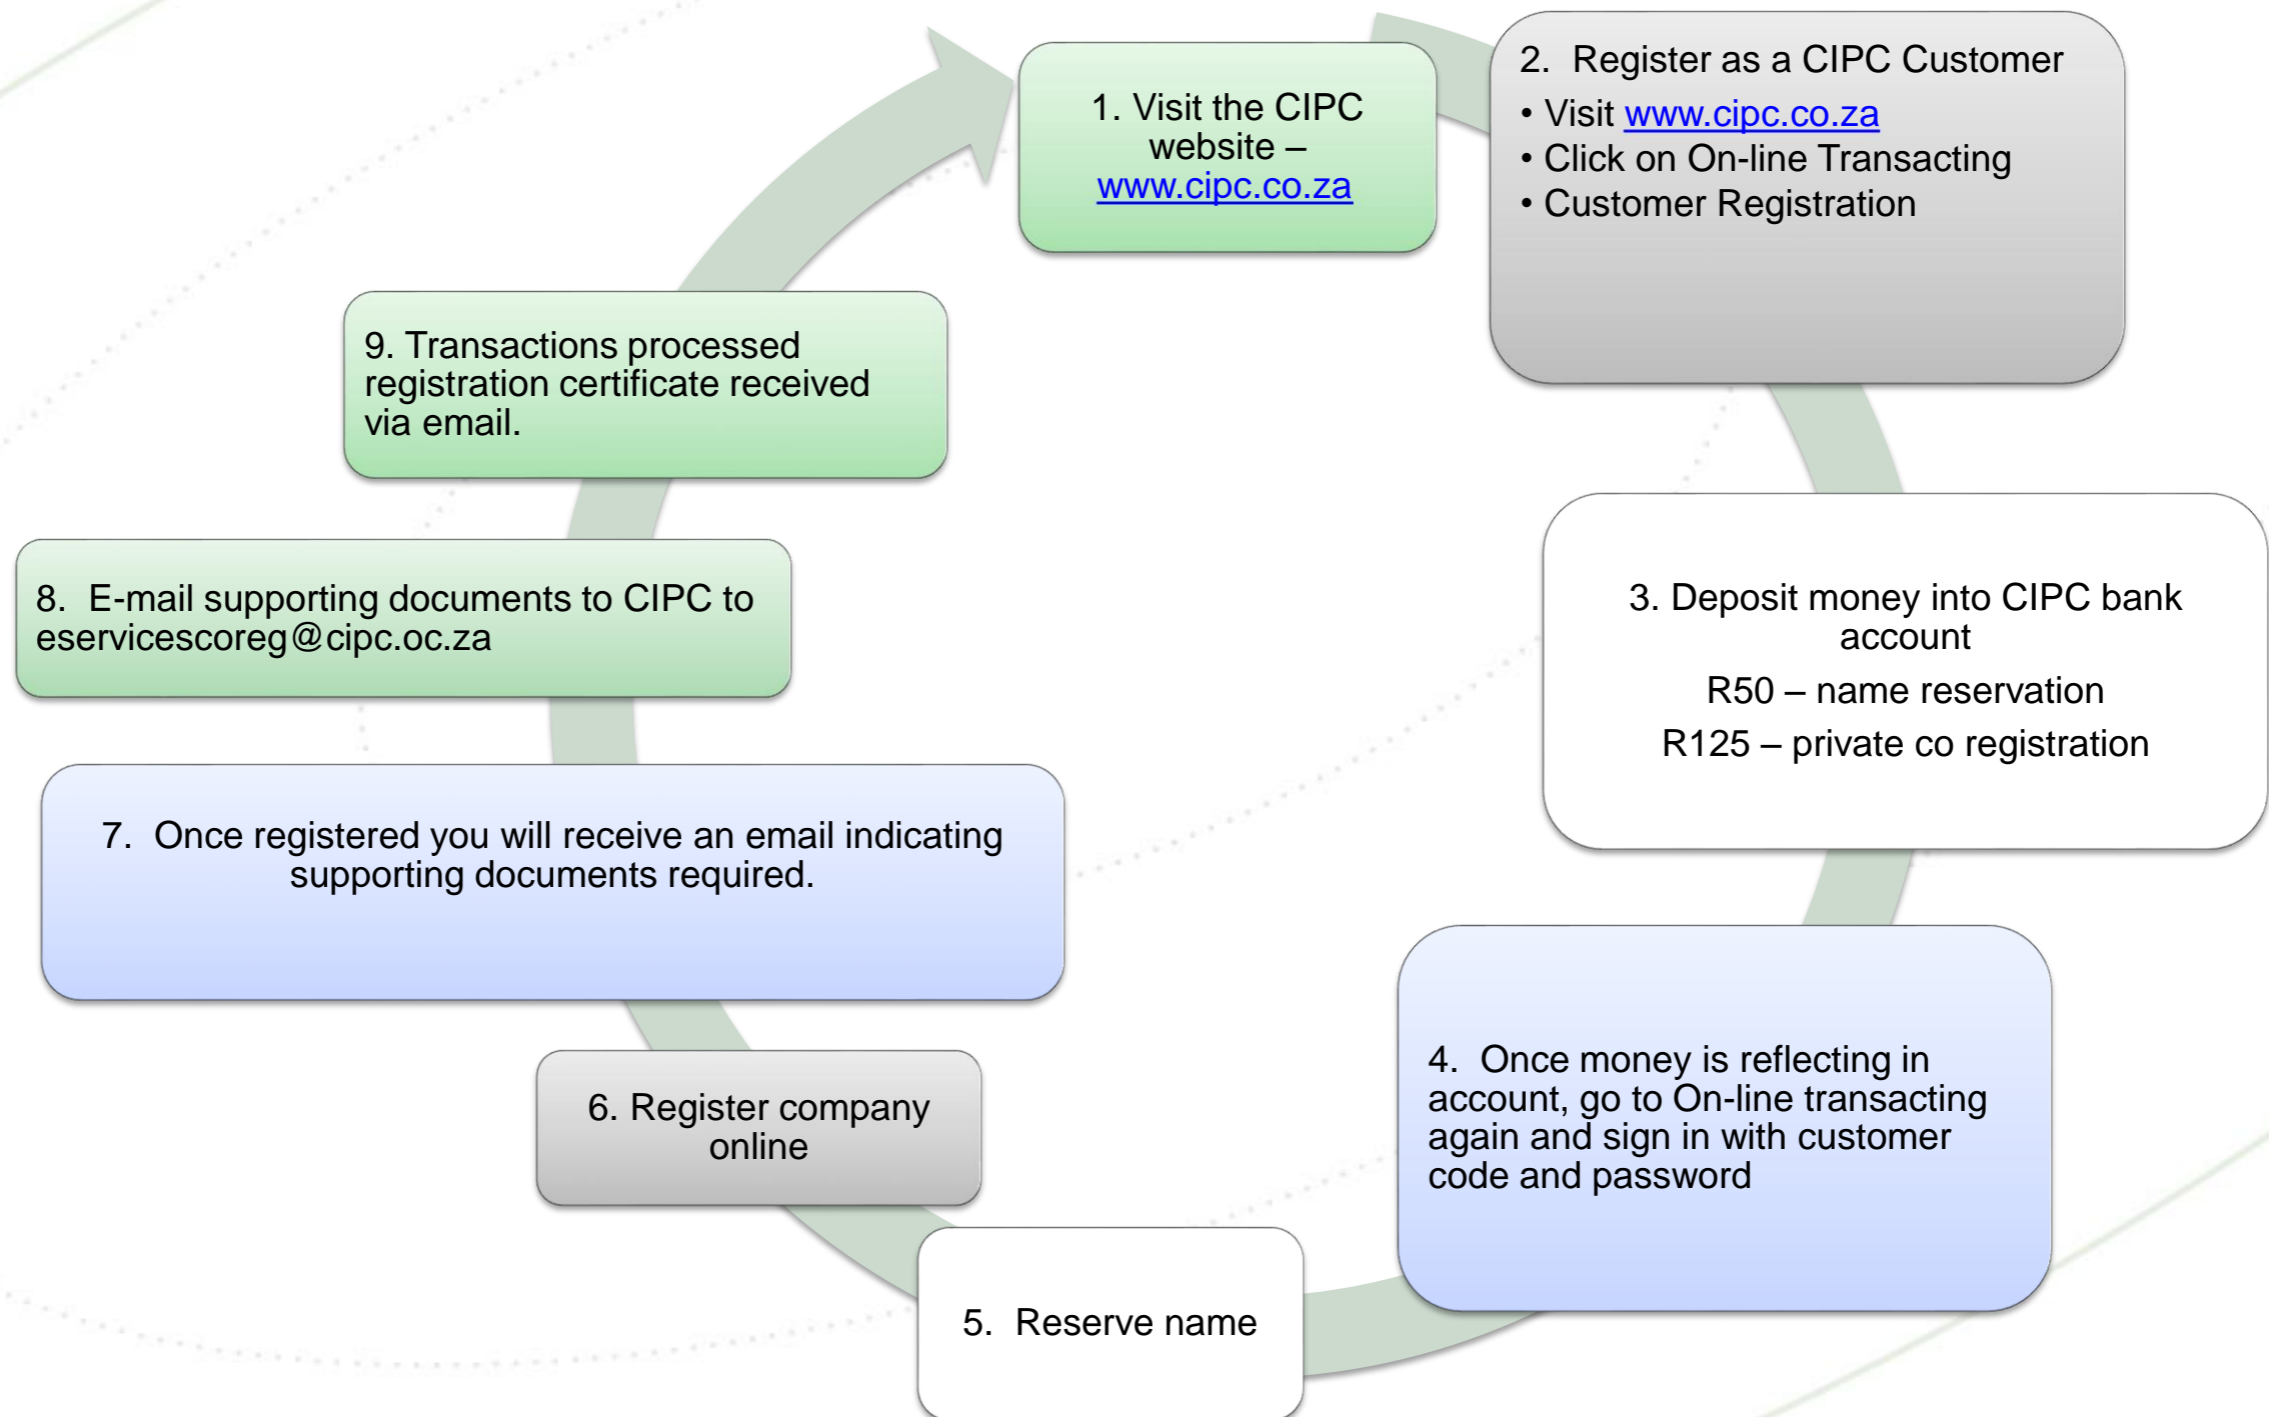 1. Visit the CIPC
website –
www.cipc.co.za
2. Register as a CIPC Customer
• Visit www.cipc.co.za
• Click on On-line Transacting
• Customer Registration
3. Deposit money into CIPC bank
account
R50 – name reservation
R125 – private co registration
4. Once money is reflecting in
account, go to On-line transacting
again and sign in with customer
code and password
5. Reserve name
6. Register company
online
7. Once registered you will receive an email indicating
supporting documents required.
8. E-mail supporting documents to CIPC to
eservicescoreg@cipc.oc.za
9. Transactions processed
registration certificate received
via email.